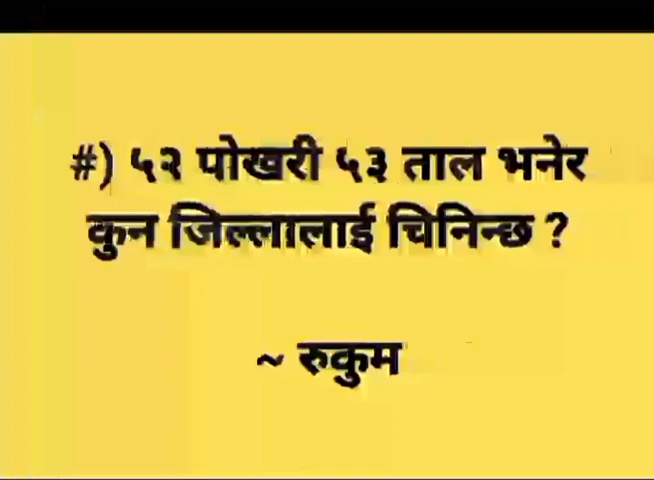 #) ५२ पोखरी ५३ ताल भनेर
कुन जिल्लालाई चिनिन्छ ?
~ रुकुम